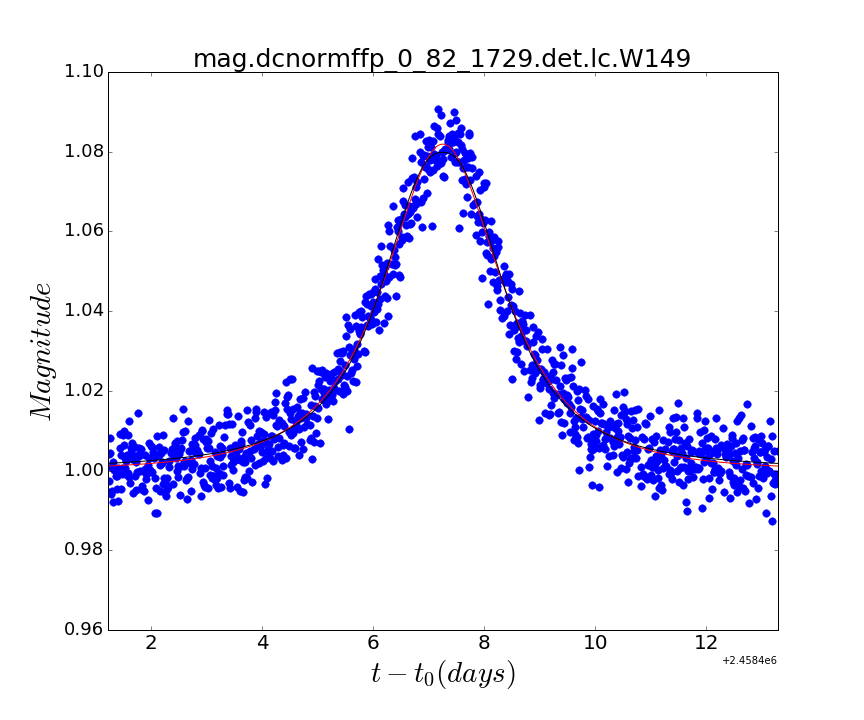 mag.dcnormffp_0_82_1729.det.lc.W149
1.10
1.08
1.06
1.04
1.02
1.00
0.98
0.96
Magnitude
2 4 6 8 10 12
+2.4584e6
t − t₀(days)